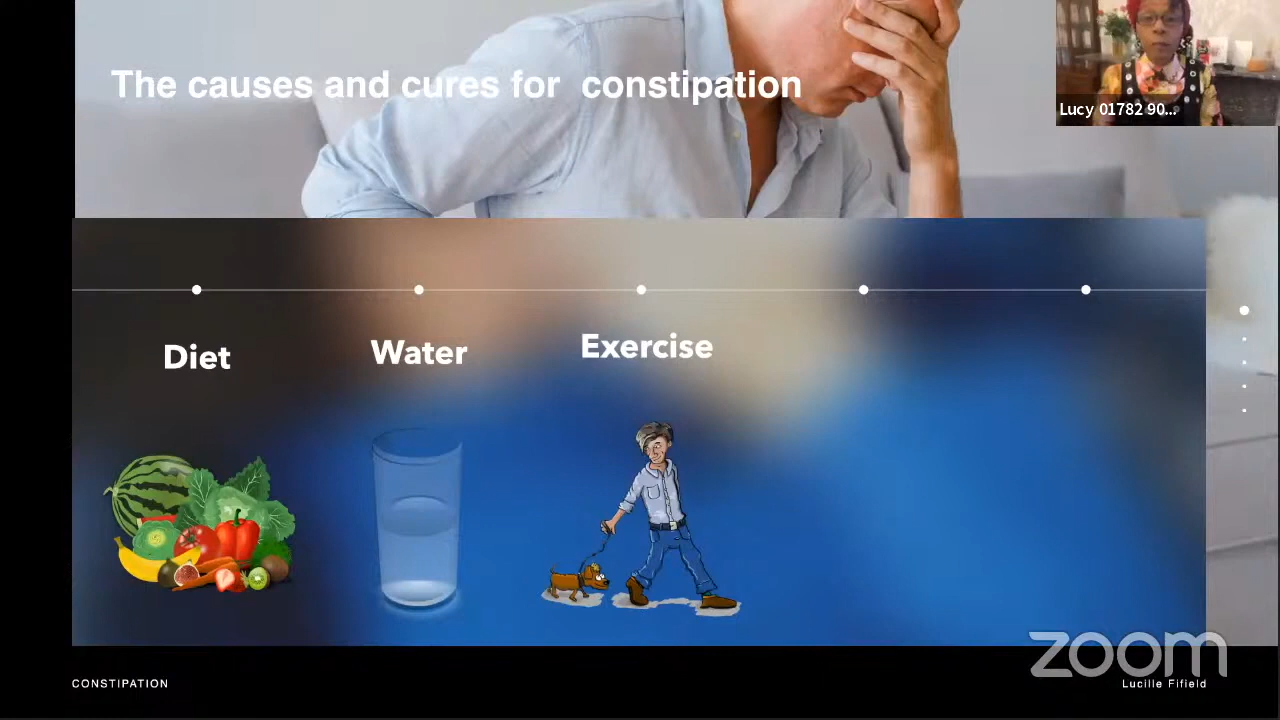 The causes and cures for constipation
Lucy 01782 90...
Diet
Water
Exercise
zoom
CONSTIPATION
Lucille Fifield